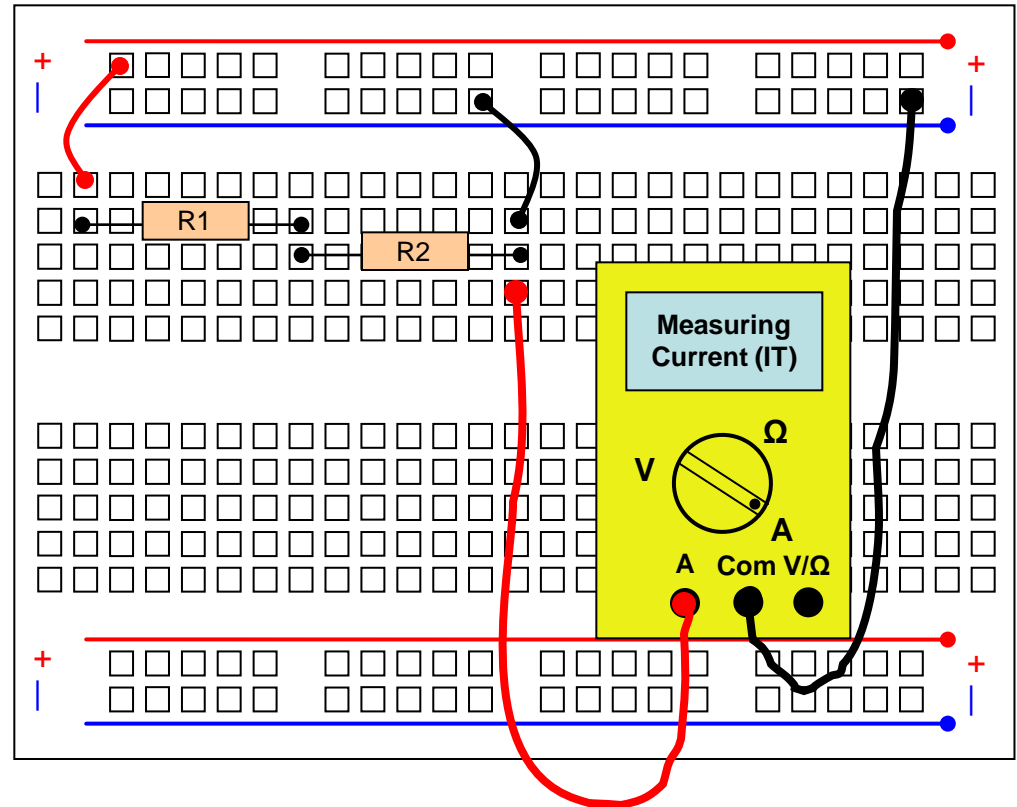 + +
| |
R1
R2
Measuring
Current (IT)
Ω
V
A
A Com V/Ω
+ +
| |